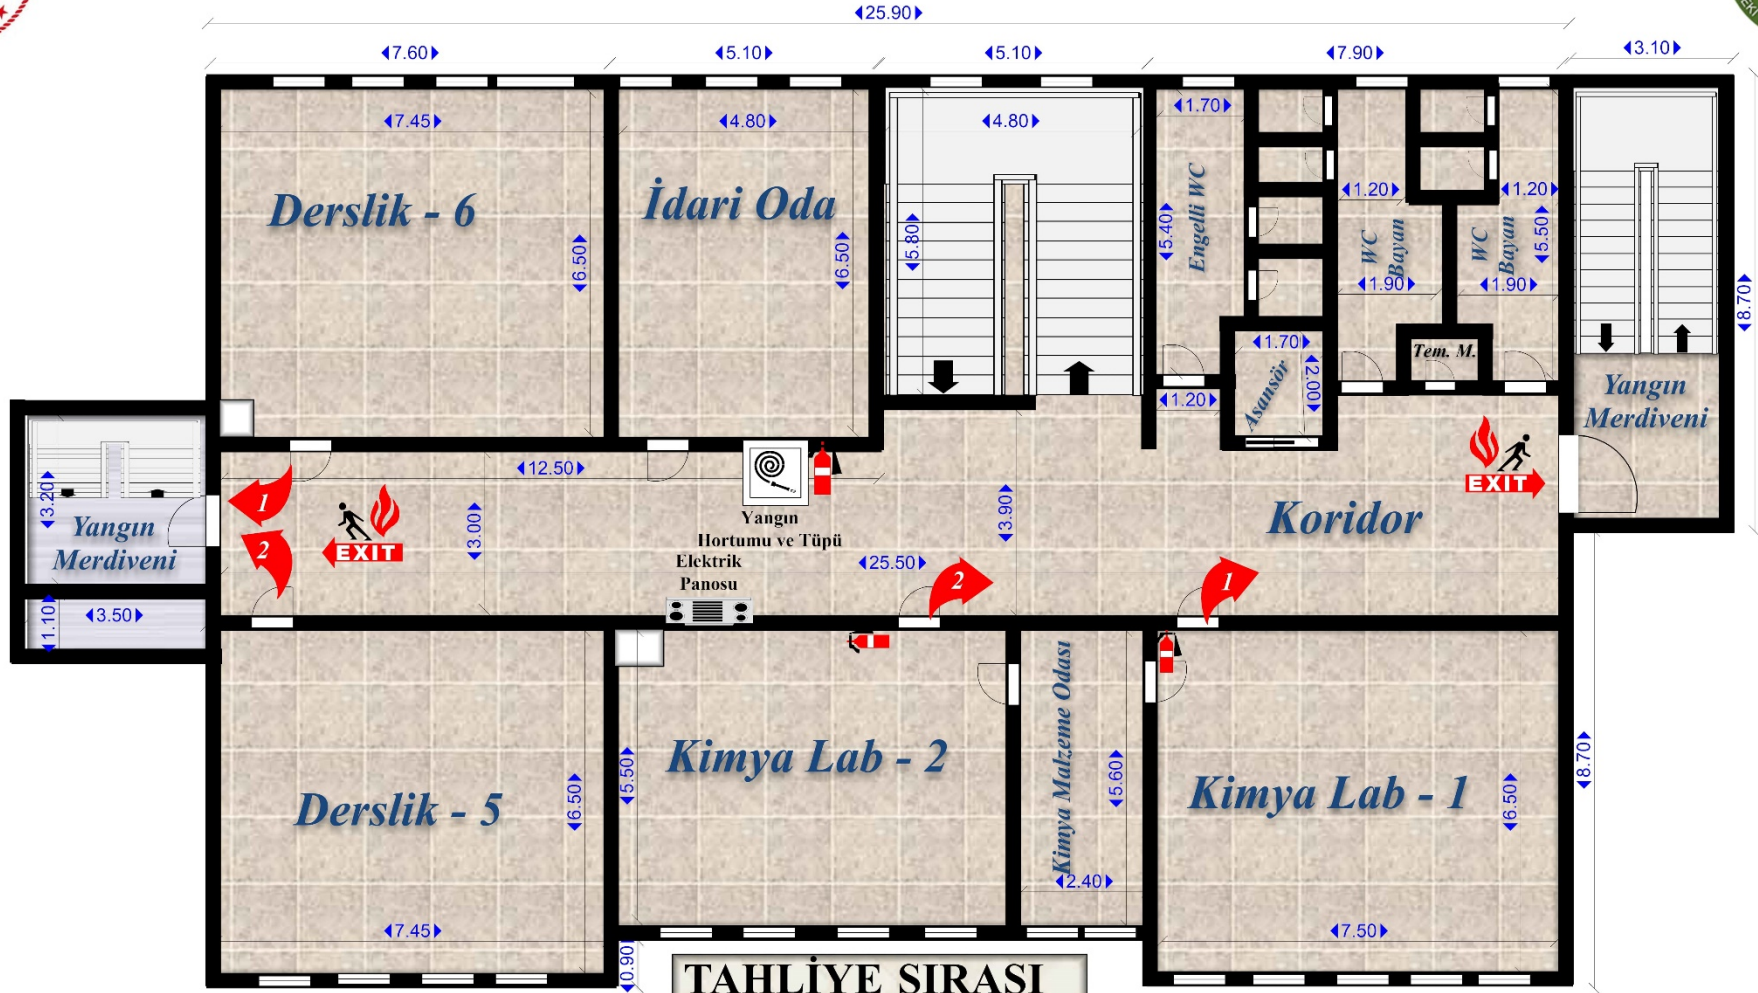 25.90
7.60
5.10
5.10
7.90
3.10
7.45
4.80
4.80
1.70
Derslik - 6
İdari Oda
6.50
6.50
5.80
5.40
Engelli WC
1.20
1.20
WC
Bayan
WC
Bayan
5.50
1.90
1.90
8.70
1.70
Asansör
2.00
Tem. M.
1.20
Yangın
Merdiveni
12.50
1
2
EXIT
3.00
3.20
Yangın
Merdiveni
Yangın
Hortumu ve Tüpü
Elektrik
Panosu
3.90
25.50
2
1
Koridor
EXIT
1.10
3.50
Derslik - 5
6.50
7.45
Kimya Lab - 2
5.50
Kimya Malzeme Odası
5.60
2.40
Kimya Lab - 1
6.50
7.50
8.70
0.90
TAHLİYE SIRASI